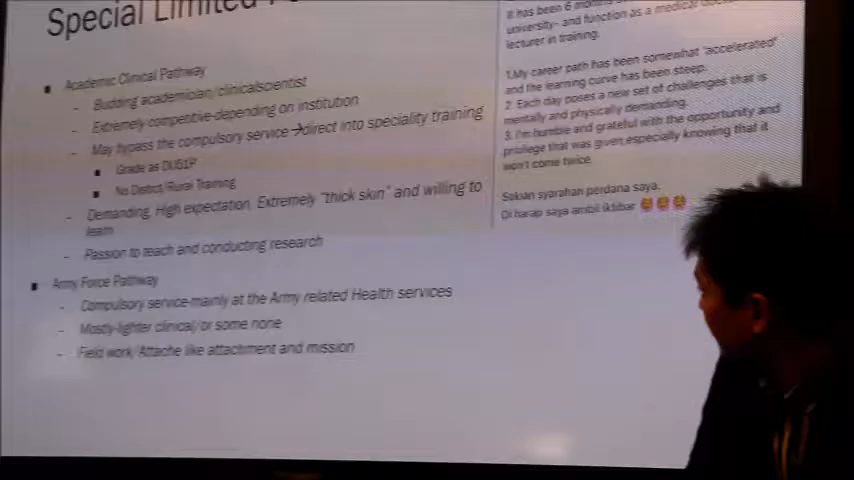 Special Limited
Academic Clinical Pathway
- Budding academician/clinicalscientist
- Extremely competitive-depending on institution
- May bypass the compulsory service → direct into speciality training
Grade as DU51P
No District/Rural Training
- Demanding, High expectation, Extremely "thick skin" and willing to
learn
- Passion to teach and conducting research
Army Force Pathway
- Compulsory service-mainly at the Army related Health services
- Mostly-lighter clinical/or some none
- Field work/Attache like attachment and mission
It has been 6
university- and function as a medical
lecturer in training.
1.My career path has been somewhat "accelerated"
and the learning curve has been steep.
2. Each day poses a new set of challenges that is
mentally and physically demanding.
3. I'm humble and grateful with the opportunity and
privilege that was given especially knowing that it
won't come twice.
Sekian syarahan perdana saya.
Di harap saya ambil iktibar